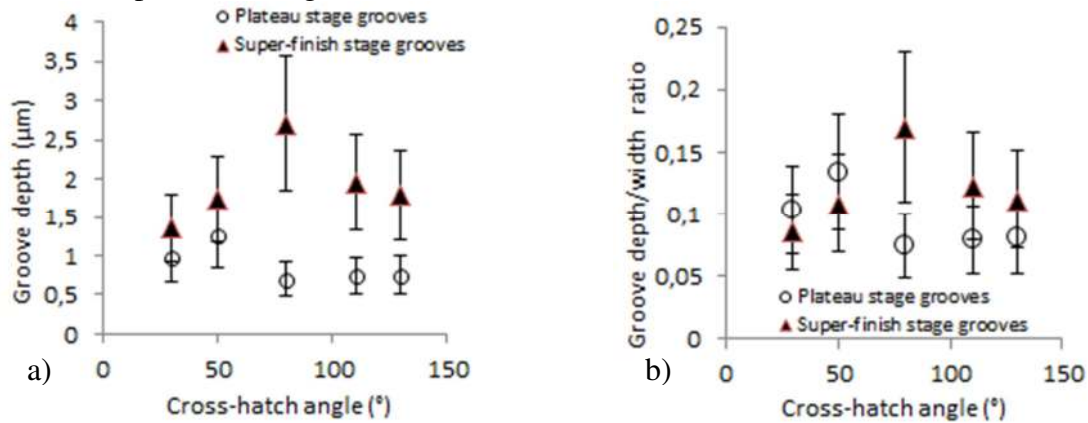 4
3,5
3
2,5
2
1,5
1
0,5
0
Groove depth (µm)
Plateau stage grooves
Super-finish stage grooves
0 50 100 150
a)
Cross-hatch angle (°)
0,25
0,2
0,15
0,1
0,05
0
Groove depth/width ratio
Plateau stage grooves
Super-finish stage grooves
0 50 100 150
b)
Cross-hatch angle (°)